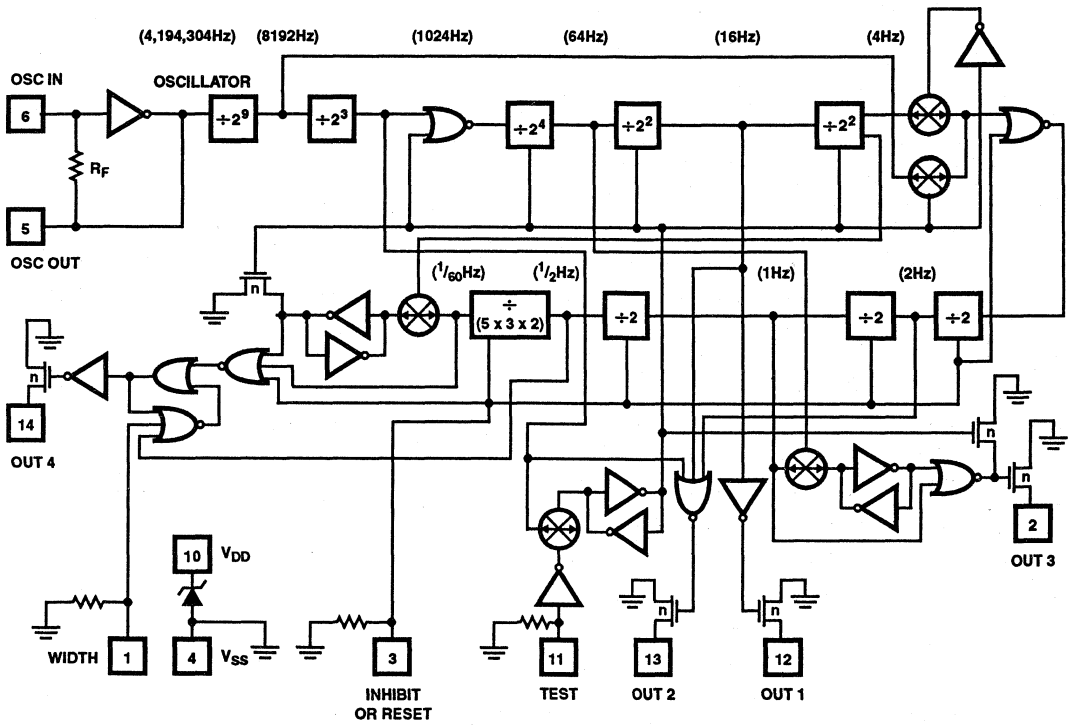 (4,194,304Hz) (8192Hz) (1024Hz) (64Hz) (16Hz) (4Hz)
OSC IN
OSCILLATOR
6
÷2⁹
÷2³
÷2⁴
÷2²
÷2²
R_F
5
OSC OUT
(1/60Hz) (1/2Hz) (1Hz) (2Hz)
n
÷
(5 x 3 x 2)
÷2
÷2
÷2
n
14
OUT 4
n
n
2
OUT 3
10
V_DD
n
n
WIDTH
1
4
V_SS
3
11
13
12
INHIBIT
OR RESET
TEST
OUT 2
OUT 1